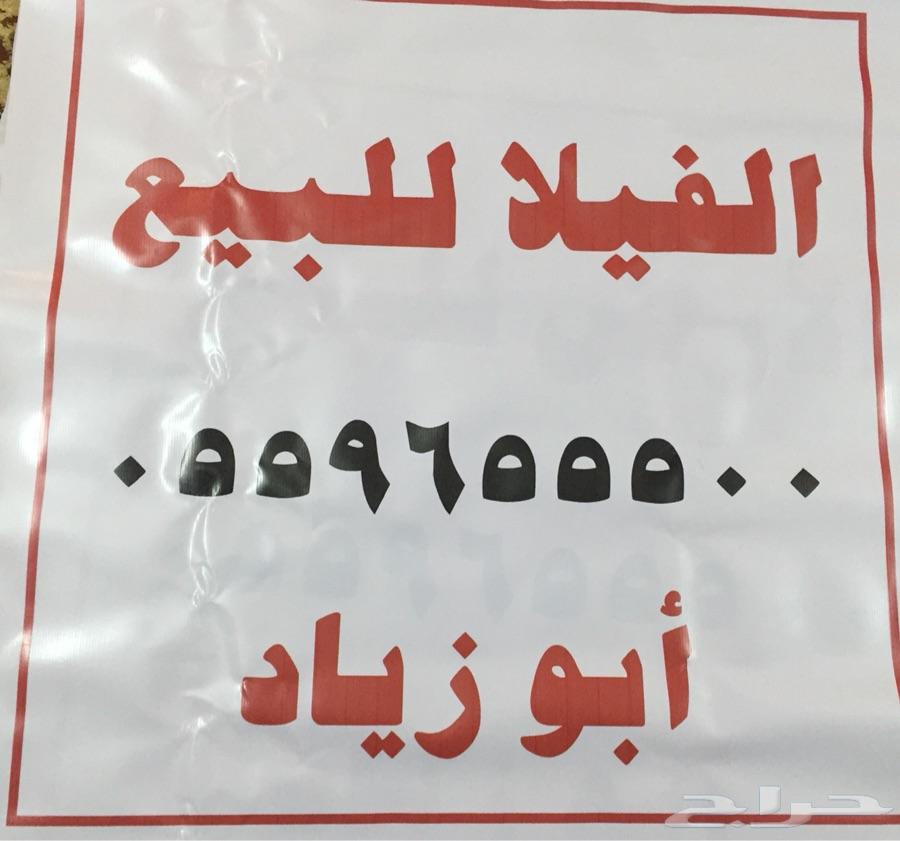 الفيلا للبيع
٠٥٥٩٦٥٥٥٠٠
أبو زياد
حراج